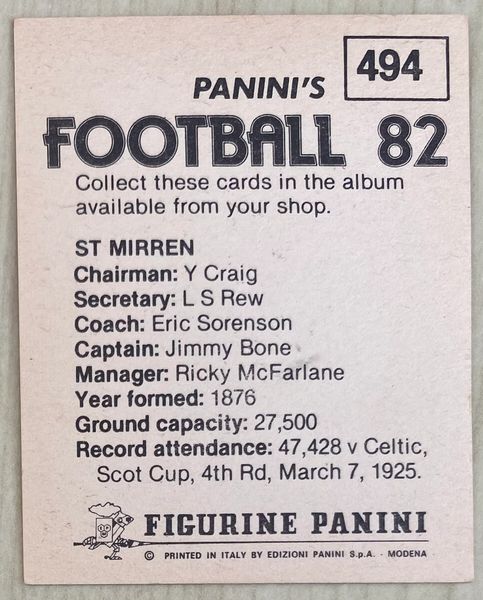 494
PANINI'S
FOOTBALL 82
Collect these cards in the album
available from your shop.
ST MIRREN
Chairman: Y Craig
Secretary: L S Rew
Coach: Eric Sorenson
Captain: Jimmy Bone
Manager: Ricky McFarlane
Year formed: 1876
Ground capacity: 27,500
Record attendance: 47,428 v Celtic,
Scot Cup, 4th Rd, March 7, 1925.
FIGURINE PANINI
© PRINTED IN ITALY BY EDIZIONI PANINI S.p.A. - MODENA